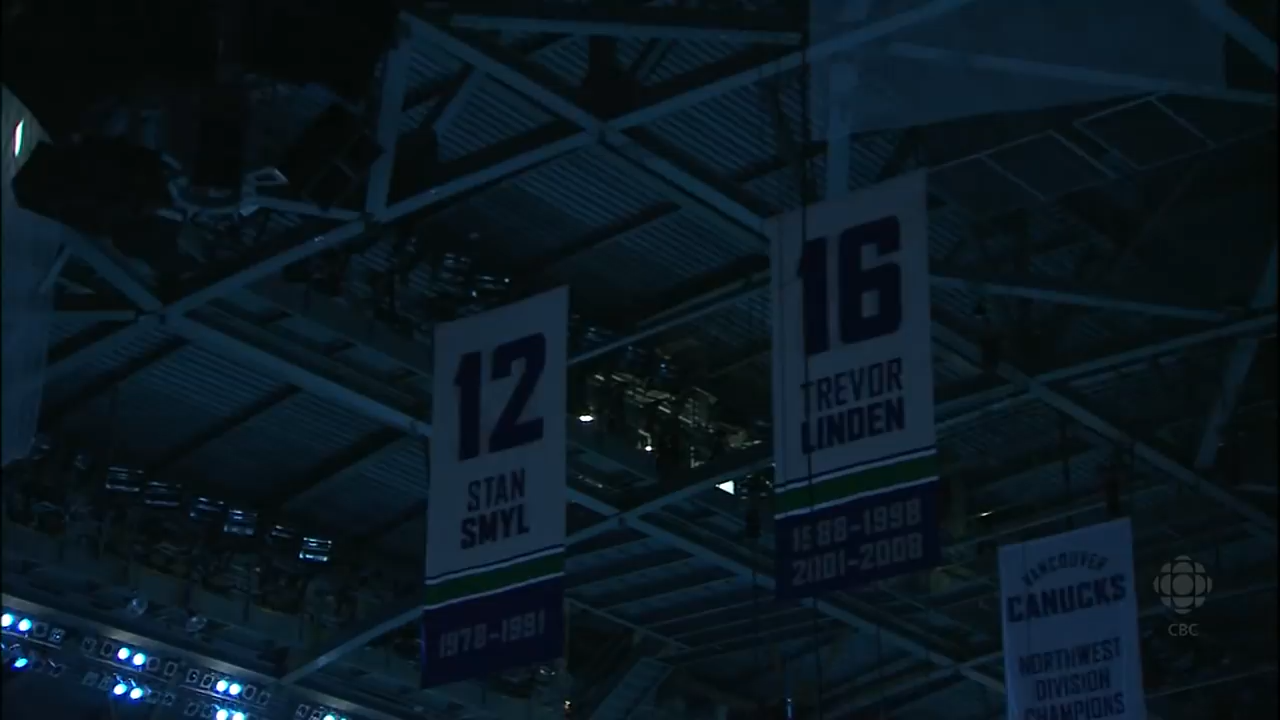 12
STAN
SMYL
1978-1991
16
TREVOR
LINDEN
1988-1998
2001-2008
VANCOUVER
CANUCKS
NORTHWEST
DIVISION
CHAMPIONS
CBC